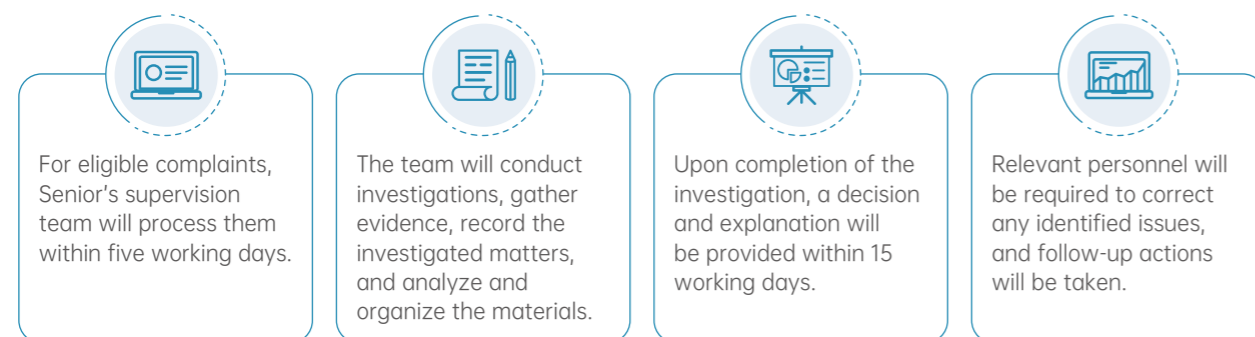 For eligible complaints,
Senior's supervision
team will process them
within five working days.
The team will conduct
investigations, gather
evidence, record the
investigated matters,
and analyze and
organize the materials.
Upon completion of the
investigation, a decision
and explanation will
be provided within 15
working days.
Relevant personnel will
be required to correct
any identified issues,
and follow-up actions
will be taken.